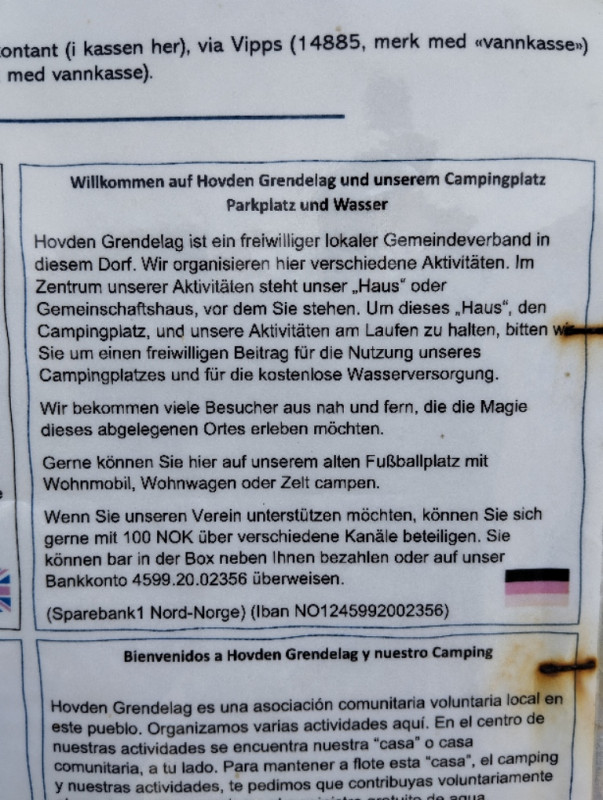 kontant (i kassen her), via Vipps (14885, merk med «vannkasse»)
med vannkasse).
Willkommen auf Hovden Grendelag und unserem Campingplatz
Parkplatz und Wasser
Hovden Grendelag ist ein freiwilliger lokaler Gemeindeverband in
diesem Dorf. Wir organisieren hier verschiedene Aktivitäten. Im
Zentrum unserer Aktivitäten steht unser „Haus“ oder
Gemeinschaftshaus, vor dem Sie stehen. Um dieses „Haus“, den
Campingplatz, und unsere Aktivitäten am Laufen zu halten, bitten wir
Sie um einen freiwilligen Beitrag für die Nutzung unseres
Campingplatzes und für die kostenlose Wasserversorgung.
Wir bekommen viele Besucher aus nah und fern, die die Magie
dieses abgelegenen Ortes erleben möchten.
Gerne können Sie hier auf unserem alten Fußballplatz mit
Wohnmobil, Wohnwagen oder Zelt campen.
Wenn Sie unseren Verein unterstützen möchten, können Sie sich
gerne mit 100 NOK über verschiedene Kanäle beteiligen. Sie
können bar in der Box neben Ihnen bezahlen oder auf unser
Bankkonto 4599.20.02356 überweisen.
(Sparebank1 Nord-Norge) (Iban NO1245992002356)
Bienvenidos a Hovden Grendelag y nuestro Camping
Hovden Grendelag es una asociación comunitaria voluntaria local en
este pueblo. Organizamos varias actividades aquí. En el centro de
nuestras actividades se encuentra nuestra “casa” o casa
comunitaria, a tu lado. Para mantener a flote esta “casa”, el camping
y nuestras actividades, te pedimos que contribuyas voluntariamente